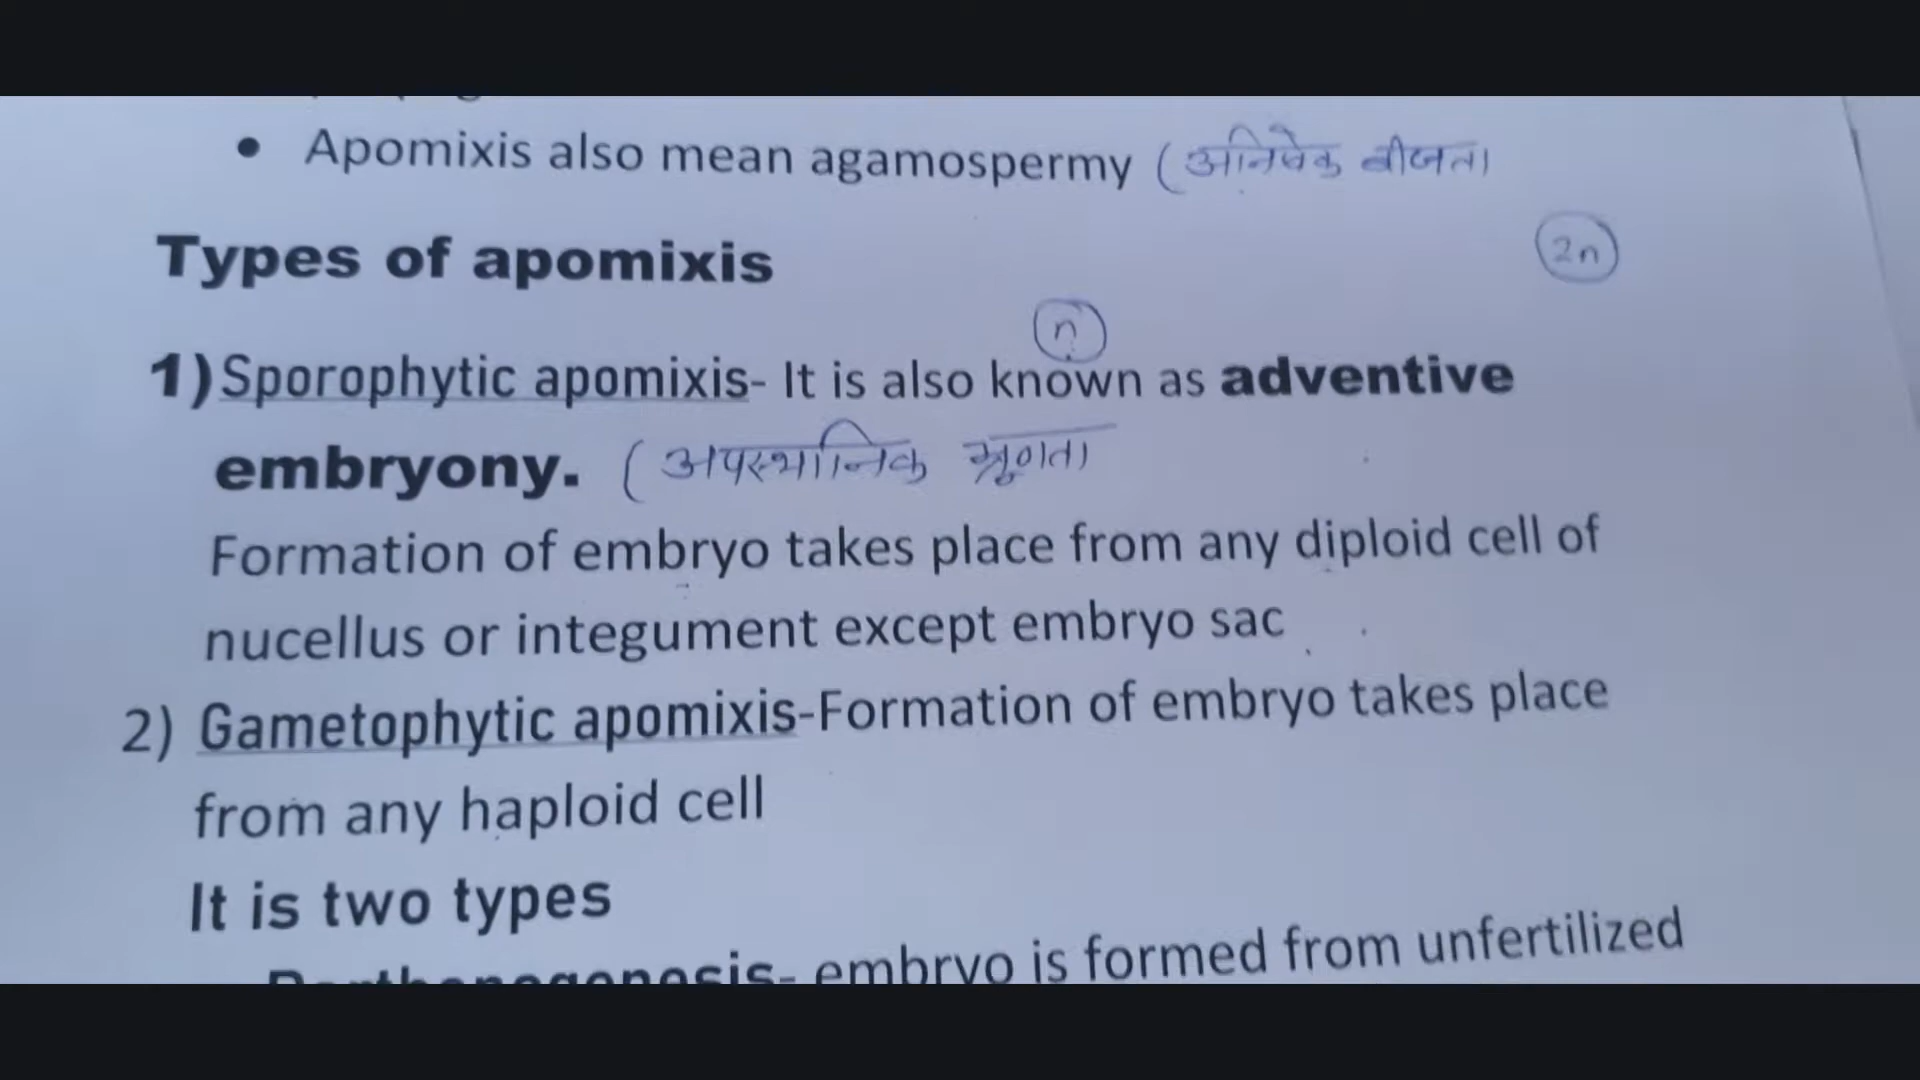 • Apomixis also mean agamospermy (अनिषेक बीजता
Types of apomixis
2n
n
1) Sporophytic apomixis- It is also known as adventive
embryony. (अपस्थानिक भ्रूणता
Formation of embryo takes place from any diploid cell of
nucellus or integument except embryo sac
2) Gametophytic apomixis-Formation of embryo takes place
from any haploid cell
It is two types
Parthenogenesis- embryo is formed from unfertilized